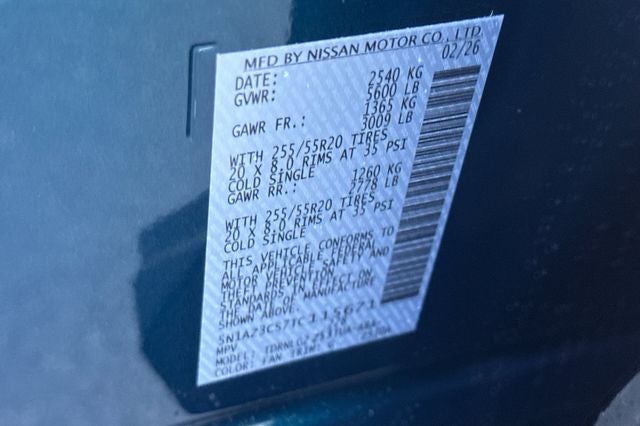 MFD BY NISSAN MOTOR CO., LTD.
DATE: 02/26
GVWR: 2540 KG
5600 LB
GAWR FR.: 1365 KG
3009 LB
WITH 255/55R20 TIRES
20 X 8.0 RIMS AT 35 PSI
COLD SINGLE
GAWR RR.: 1260 KG
2778 LB
WITH 255/55R20 TIRES
20 X 8.0 RIMS AT 35 PSI
COLD SINGLE
THIS VEHICLE CONFORMS TO
ALL APPLICABLE FEDERAL
MOTOR VEHICLE SAFETY AND
THEFT PREVENTION
STANDARDS IN EFFECT ON
THE DATE OF MANUFACTURE
SHOWN ABOVE.
5N1AZ3CS7TC115671
MPV
MODEL:
COLOR: TRIM: G